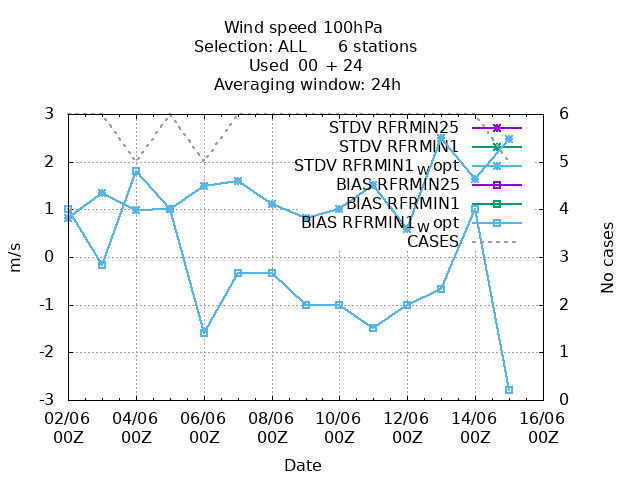 Wind speed 100hPa
Selection: ALL 6 stations
Used 00 + 24
Averaging window: 24h
3 6
STDV RFRMIN25
STDV RFRMIN1
2 5
STDV RFRMIN1_W opt
BIAS RFRMIN25
BIAS RFRMIN1
1 4
BIAS RFRMIN1_W opt
CASES
m/s
0 3
No cases
-1 2
-2 1
-3 0
02/06 04/06 06/06 08/06 10/06 12/06 14/06 16/06
00Z 00Z 00Z 00Z 00Z 00Z 00Z 00Z
Date